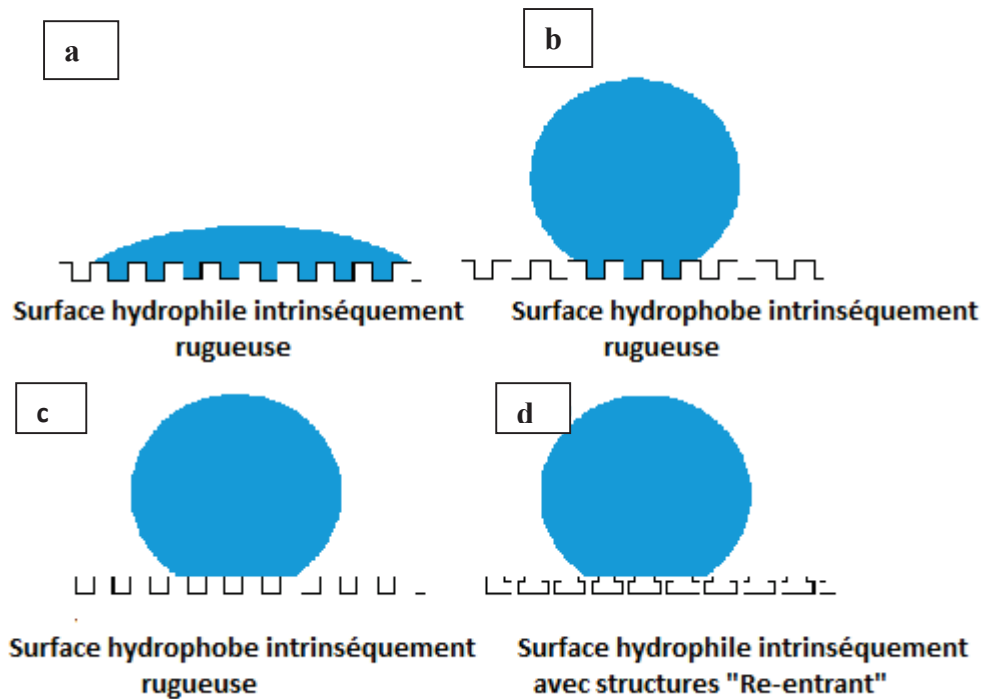 a
b
Surface hydrophile intrinséquement
rugueuse
Surface hydrophobe intrinséquement
rugueuse
c
d
Surface hydrophobe intrinséquement
rugueuse
Surface hydrophile intrinséquement
avec structures "Re-entrant"